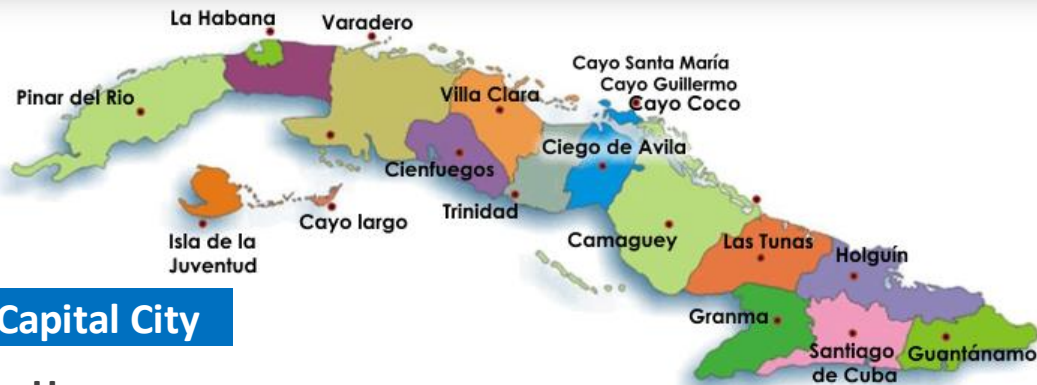 La Habana
Varadero
Cayo Santa María
Cayo Guillermo
Cayo Coco
Pinar del Rio
Villa Clara
Ciego de Avila
Cienfuegos
Trinidad
Cayo largo
Isla de la
Juventud
Camaguey
Las Tunas
Holguín
Granma
Santiago
de Cuba
Guantánamo
Capital City